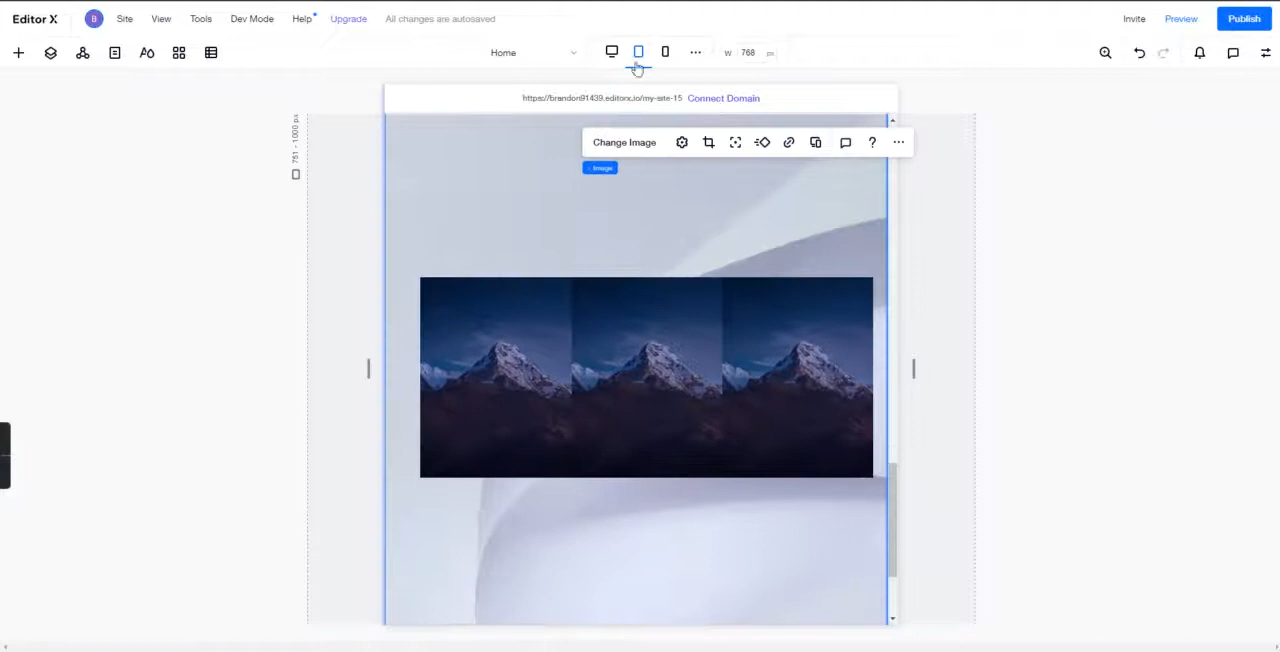 Editor X B Site View Tools Dev Mode Help Upgrade All changes are autosaved Invite Preview Publish
Home W 768 px
https://brandon91439.editorx.io/my-site-15 Connect Domain
751 - 1000 px
Change Image ?
Image